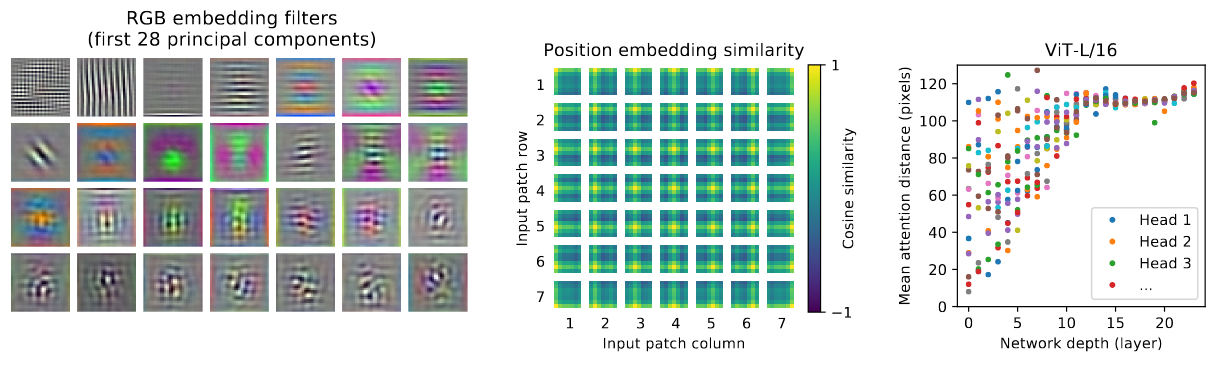 RGB embedding filters
(first 28 principal components)
Position embedding similarity
Input patch row
1
2
3
4
5
6
7
1 2 3 4 5 6 7
Input patch column
1
−1
Cosine similarity
ViT-L/16
Mean attention distance (pixels)
120
100
80
60
40
20
0
Head 1
Head 2
Head 3
...
0 5 10 15 20
Network depth (layer)